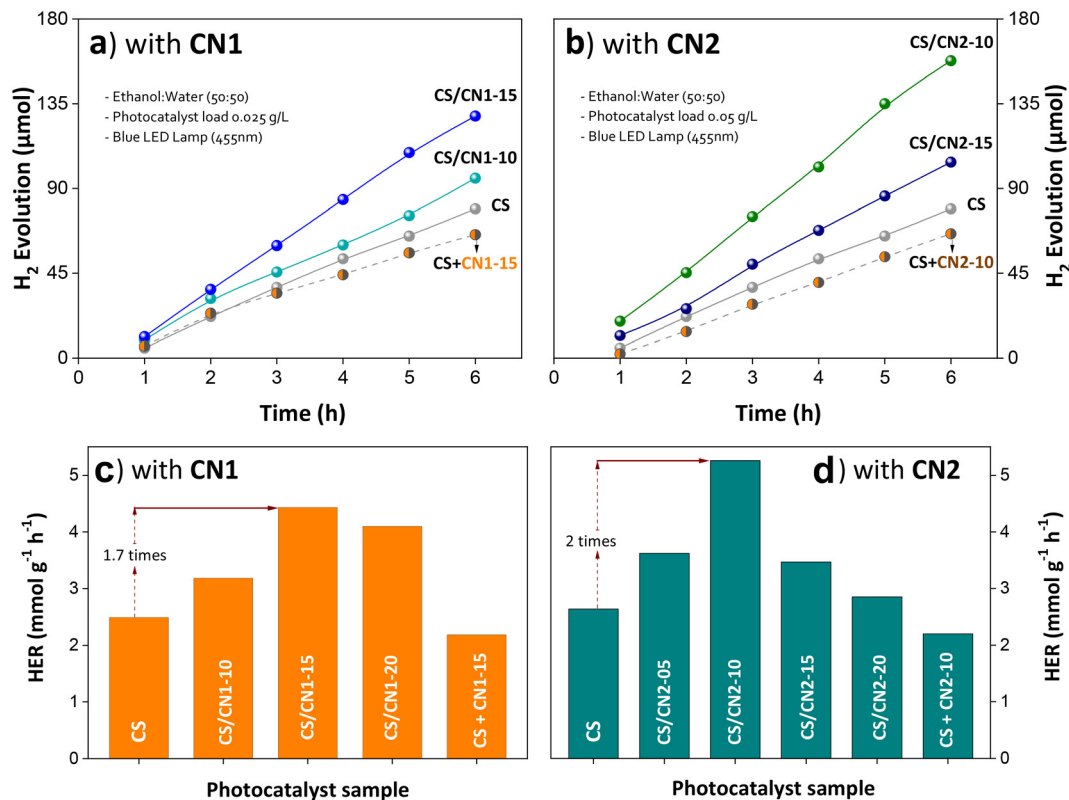 a) with CN1
- Ethanol:Water (50:50)
- Photocatalyst load 0.025 g/L
- Blue LED Lamp (455nm)
CS/CN1-15
CS/CN1-10
CS
CS+CN1-15
H2 Evolution (μmol)
180
135
90
45
0
0 1 2 3 4 5 6
Time (h)
b) with CN2
- Ethanol:Water (50:50)
- Photocatalyst load 0.05 g/L
- Blue LED Lamp (455nm)
CS/CN2-10
CS/CN2-15
CS
CS+CN2-10
180
135
90
45
0
H2 Evolution (μmol)
0 1 2 3 4 5 6
Time (h)
c) with CN1
HER (mmol g-1 h-1)
5
4
3
2
1
0
1.7 times
CS
CS/CN1-10
CS/CN1-15
CS/CN1-20
CS + CN1-15
Photocatalyst sample
d) with CN2
2 times
CS
CS/CN2-05
CS/CN2-10
CS/CN2-15
CS/CN2-20
CS + CN2-10
5
4
3
2
1
0
HER (mmol g-1 h-1)
Photocatalyst sample